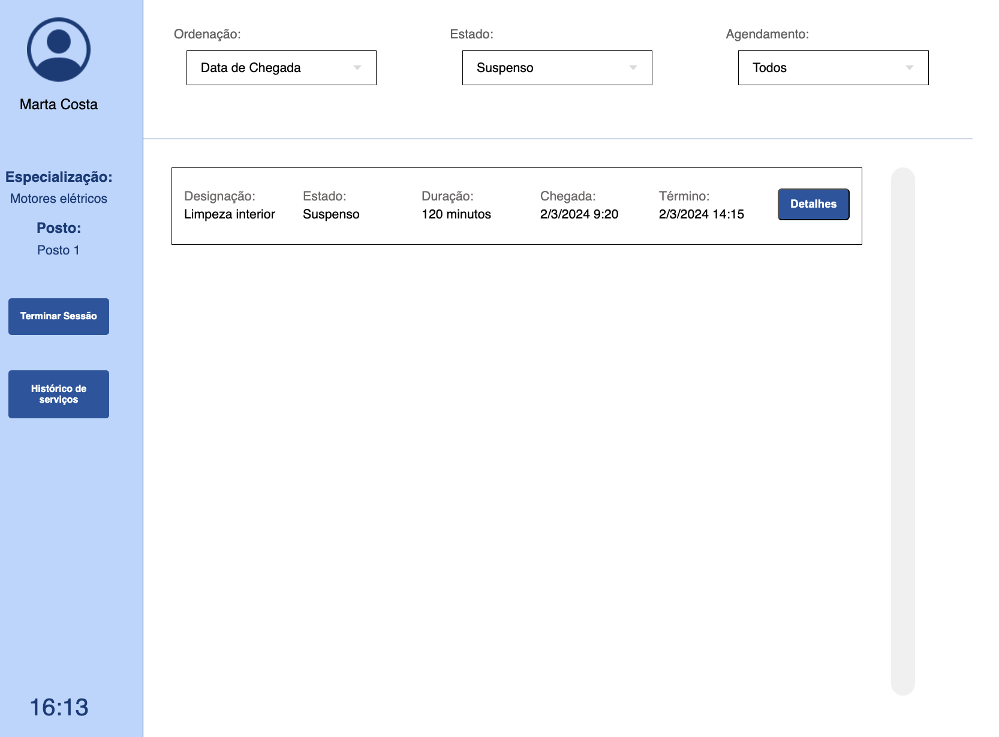 Marta Costa
Especialização:
Motores elétricos
Posto:
Posto 1
Terminar Sessão
Histórico de
serviços
16:13
Ordenação:
Data de Chegada
Estado:
Suspenso
Agendamento:
Todos
Designação:
Limpeza interior
Estado:
Suspenso
Duração:
120 minutos
Chegada:
2/3/2024 9:20
Término:
2/3/2024 14:15
Detalhes